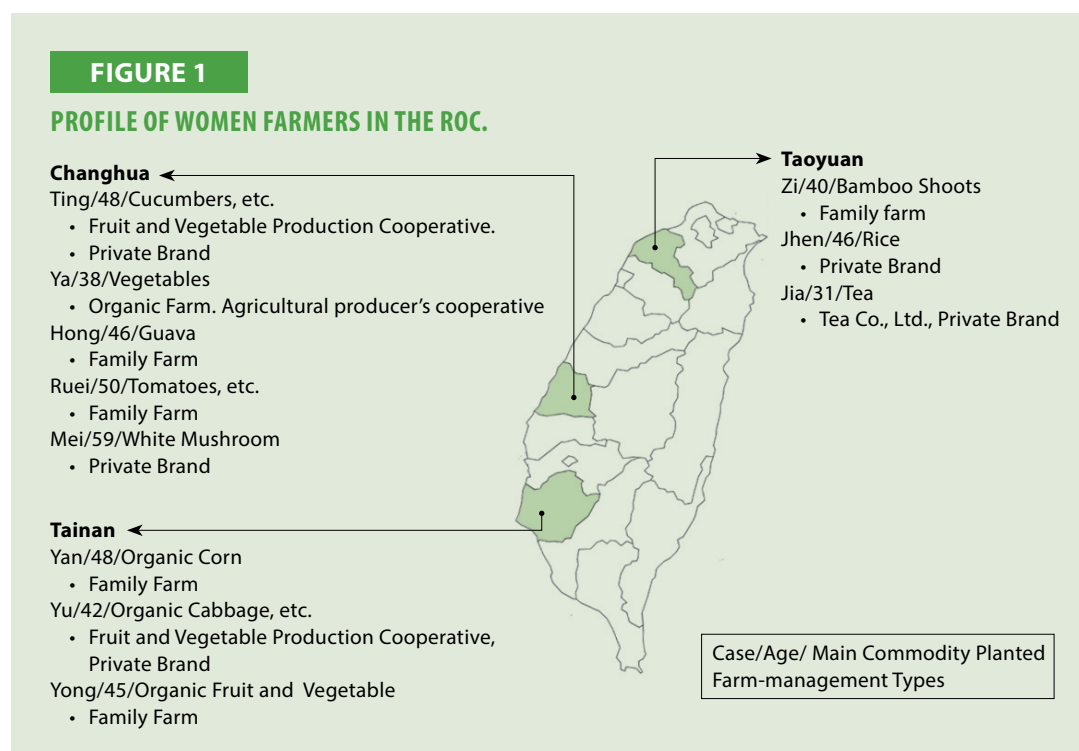 FIGURE 1
PROFILE OF WOMEN FARMERS IN THE ROC.
Changhua
Ting/48/Cucumbers, etc.
• Fruit and Vegetable Production Cooperative.
• Private Brand
Ya/38/Vegetables
• Organic Farm. Agricultural producer’s cooperative
Hong/46/Guava
• Family Farm
Ruei/50/Tomatoes, etc.
• Family Farm
Mei/59/White Mushroom
• Private Brand
Tainan
Yan/48/Organic Corn
• Family Farm
Yu/42/Organic Cabbage, etc.
• Fruit and Vegetable Production Cooperative,
Private Brand
Yong/45/Organic Fruit and Vegetable
• Family Farm
Taoyuan
Zi/40/Bamboo Shoots
• Family farm
Jhen/46/Rice
• Private Brand
Jia/31/Tea
• Tea Co., Ltd., Private Brand
Case/Age/ Main Commodity Planted
Farm-management Types